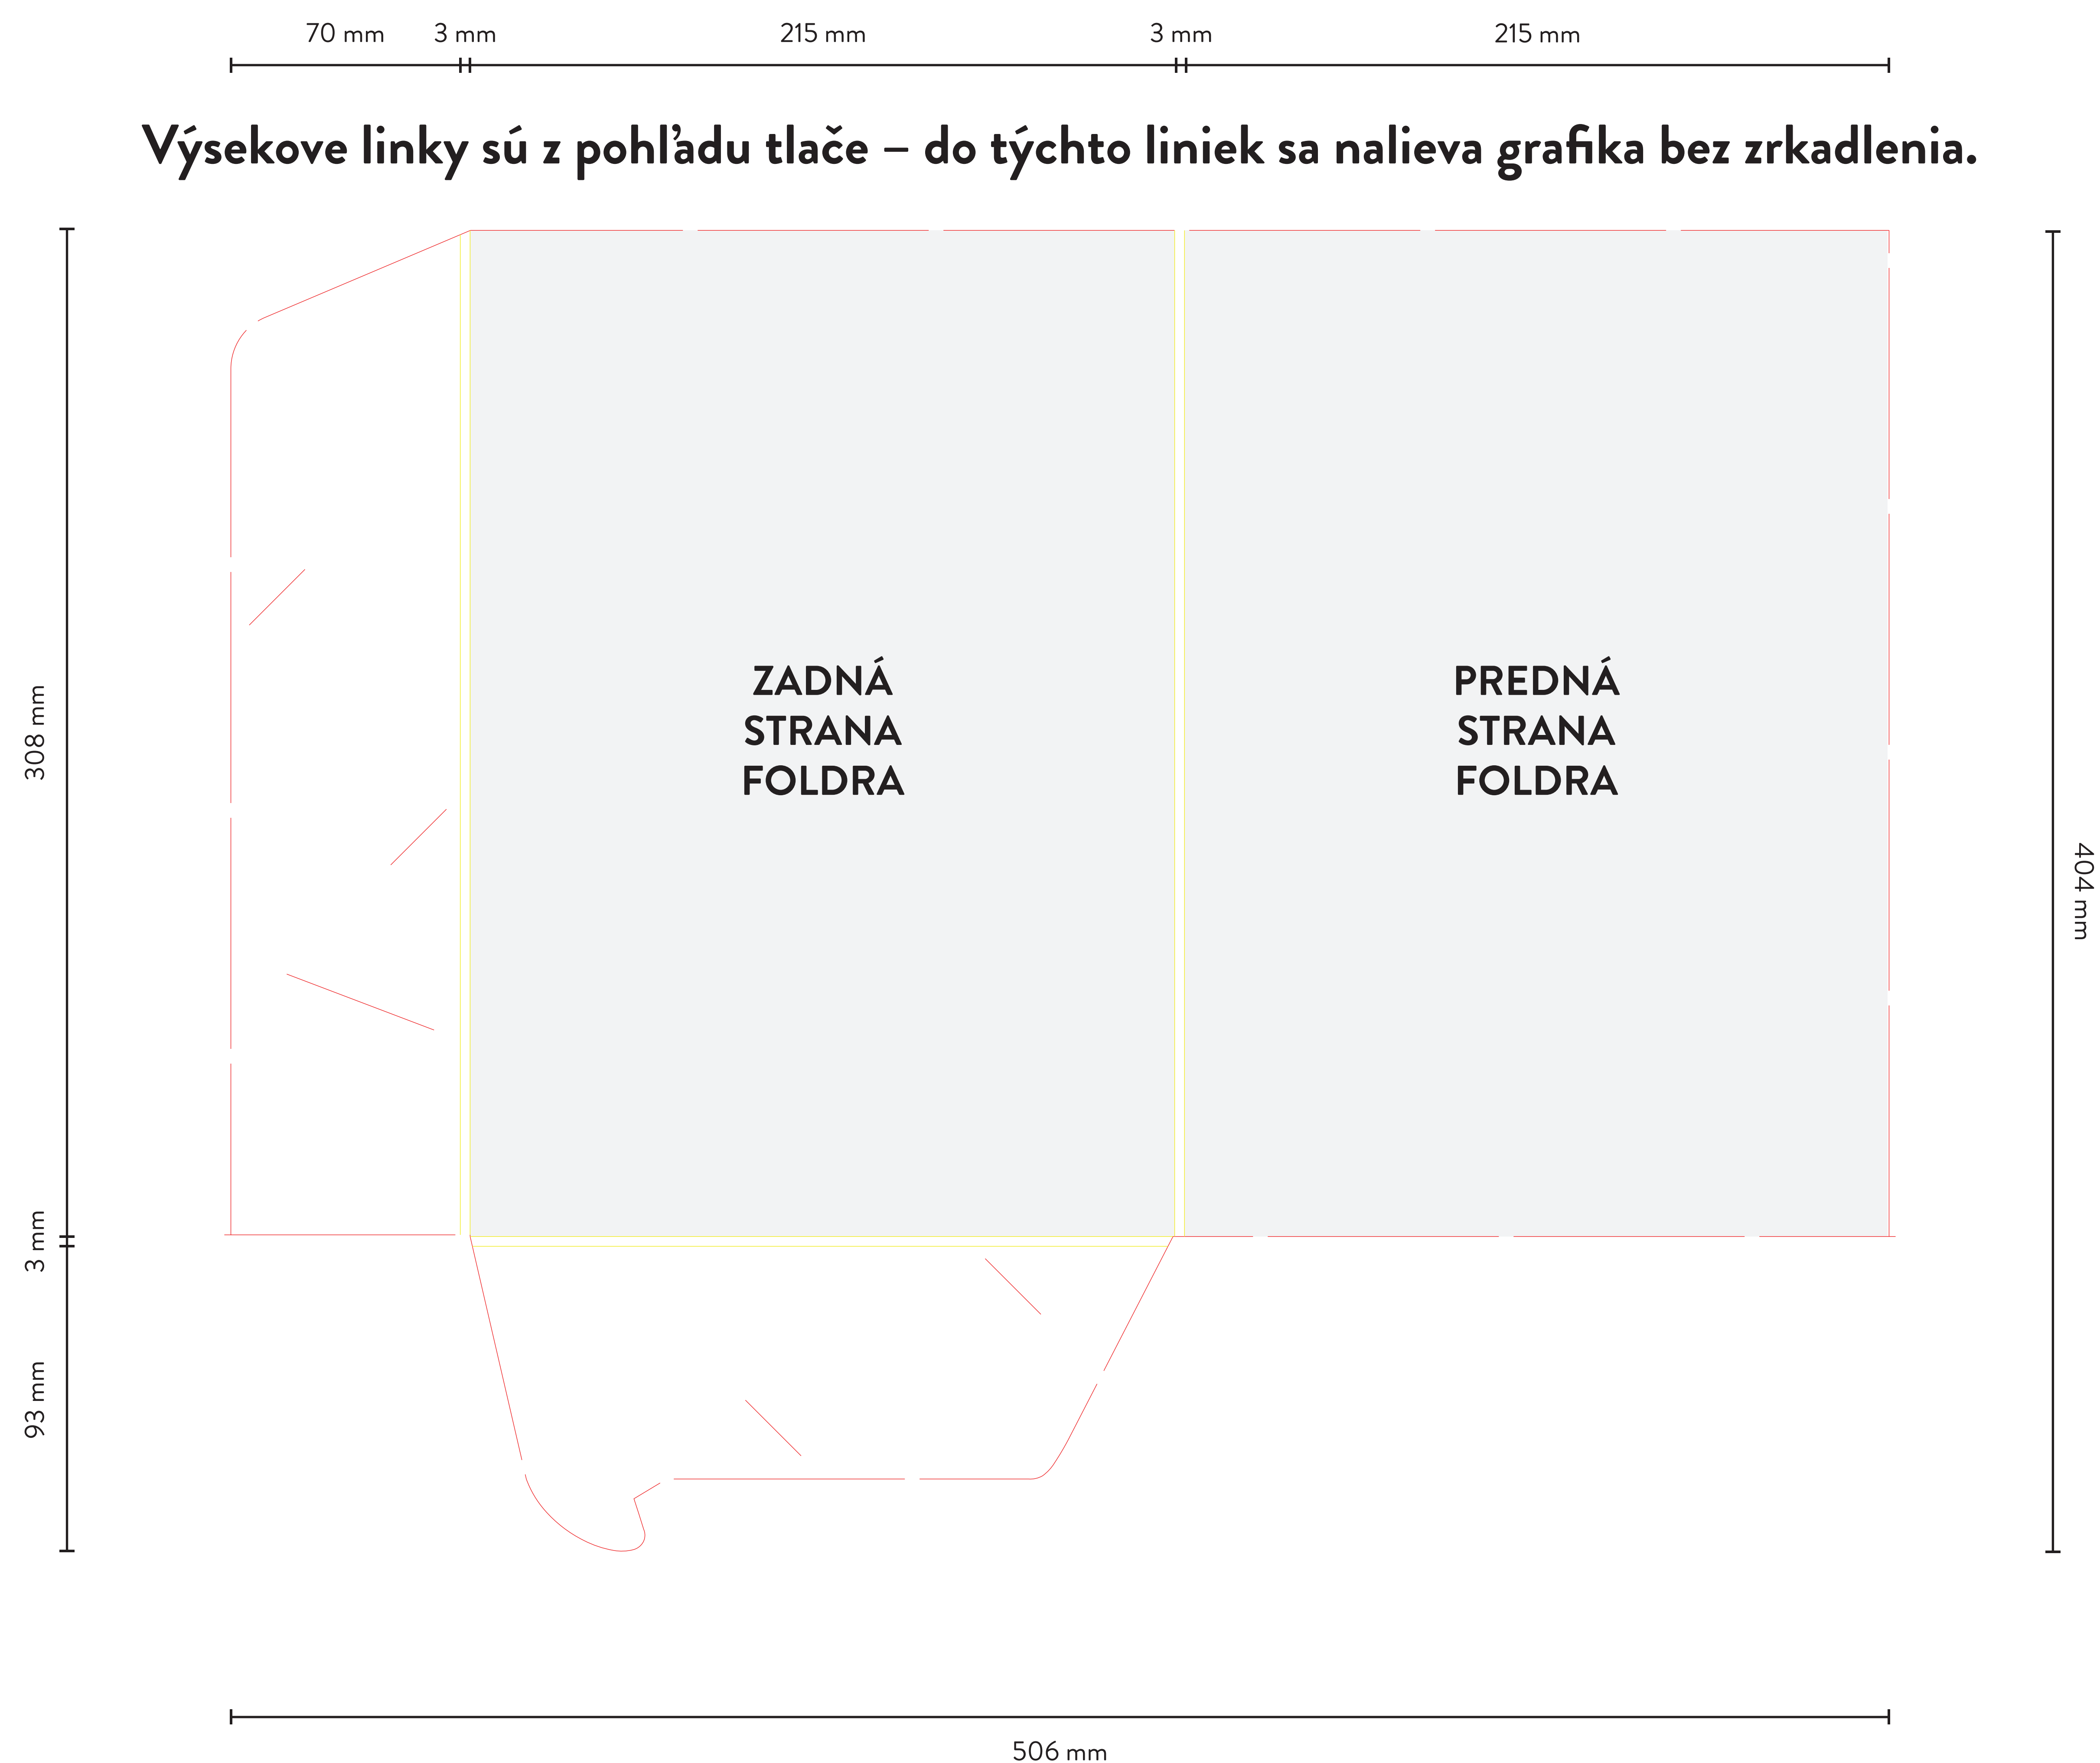 70 mm 3 mm 215 mm 3 mm 215 mm
Výsekove linky sú z pohľadu tlače – do týchto liniek sa nalieva grafika bez zrkadlenia.
ZADNÁ
STRANA
FOLDRA
PREDNÁ
STRANA
FOLDRA
308 mm
3 mm
93 mm
404 mm
506 mm